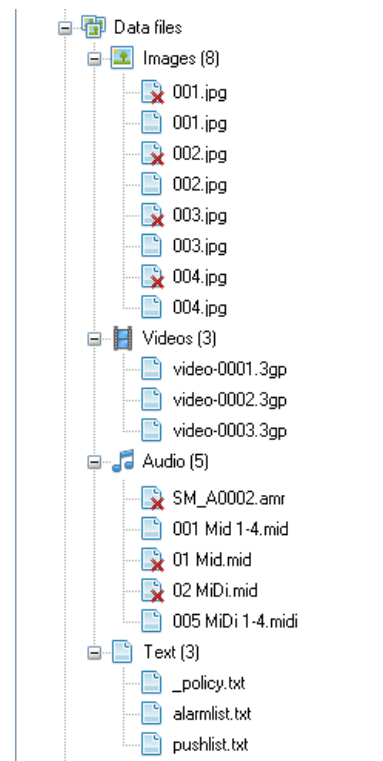 Data files
Images (8)
001.jpg
001.jpg
002.jpg
002.jpg
003.jpg
003.jpg
004.jpg
004.jpg
Videos (3)
video-0001.3gp
video-0002.3gp
video-0003.3gp
Audio (5)
SM_A0002.amr
001 Mid 1-4.mid
01 Mid.mid
02 MiDi.mid
005 MiDi 1-4.midi
Text (3)
_policy.txt
alarmlist.txt
pushlist.txt